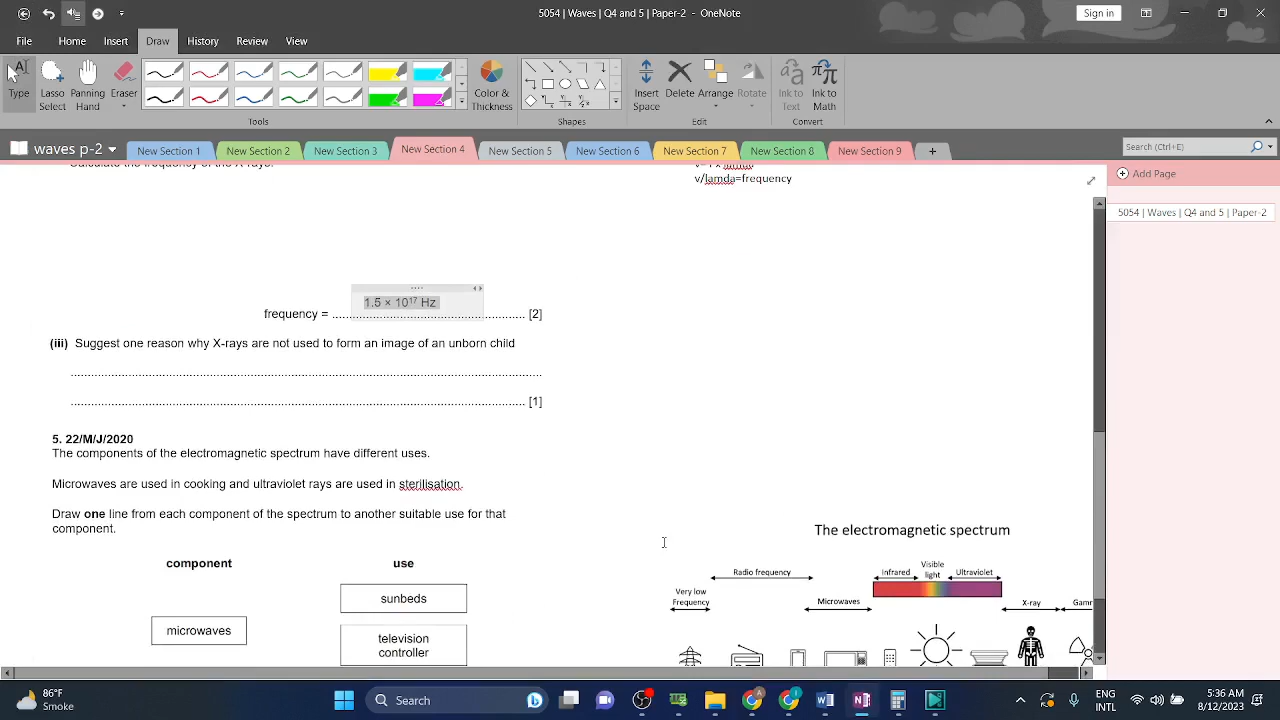 5054 | Waves | Q4 and 5 | Paper-2 - OneNote
Sign in
File Home Insert Draw History Review View
Type
Lasso Select
Panning Hand
Eraser
Color & Thickness
Insert Space
Delete
Arrange
Rotate
Ink to Text
Ink to Math
Tools Shapes Edit Convert
waves p-2 New Section 1 New Section 2 New Section 3 New Section 4 New Section 5 New Section 6 New Section 7 New Section 8 New Section 9
Search (Ctrl+E)
Add Page
5054 | Waves | Q4 and 5 | Paper-2
v/lamda=frequency
1.5 × 10¹⁷ Hz
frequency = ........................................................ [2]
(iii) Suggest one reason why X-rays are not used to form an image of an unborn child
[1]
5. 22/M/J/2020
The components of the electromagnetic spectrum have different uses.
Microwaves are used in cooking and ultraviolet rays are used in sterilisation.
Draw one line from each component of the spectrum to another suitable use for that
component.
component use
sunbeds
microwaves
television
controller
The electromagnetic spectrum
Radio frequency
Infrared
Visible
light
Ultraviolet
Very low
Frequency
Microwaves
X-ray
Gamm
86°F
Smoke
Search
ENG
INTL
5:36 AM
8/12/2023